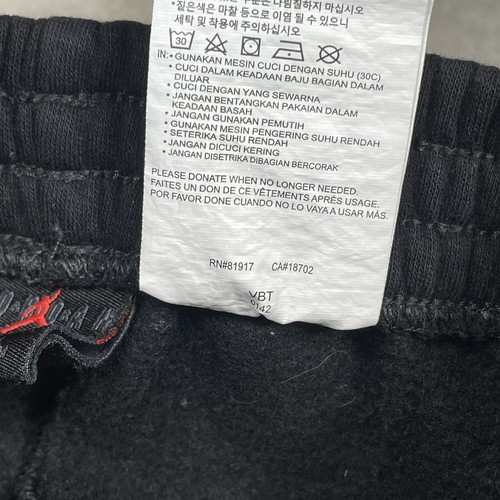 • 짙은색은 마찰 등으로 이염 될 수 있으니
세탁 및 착용에 주의하십시오
30
IN: • GUNAKAN MESIN CUCI DENGAN SUHU (30C)
• CUCI DALAM KEADAAN BAJU BAGIAN DALAM
DILUAR
• CUCI DENGAN YANG SEWARNA
• JANGAN BENTANGKAN PAKAIAN DALAM
KEADAAN BASAH
• JANGAN GUNAKAN PEMUTIH
• GUNAKAN MESIN PENGERING SUHU RENDAH
• SETERIKA SUHU RENDAH
• JANGAN DICUCI KERING
• JANGAN DISETRIKA DIBAGIAN BERCORAK
PLEASE DONATE WHEN NO LONGER NEEDED.
FAITES UN DON DE CE VÊTEMENTS APRÈS USAGE.
POR FAVOR DONE CUANDO NO LO VAYA A USAR MÁS.
RN#81917 CA#18702
VBT
0142